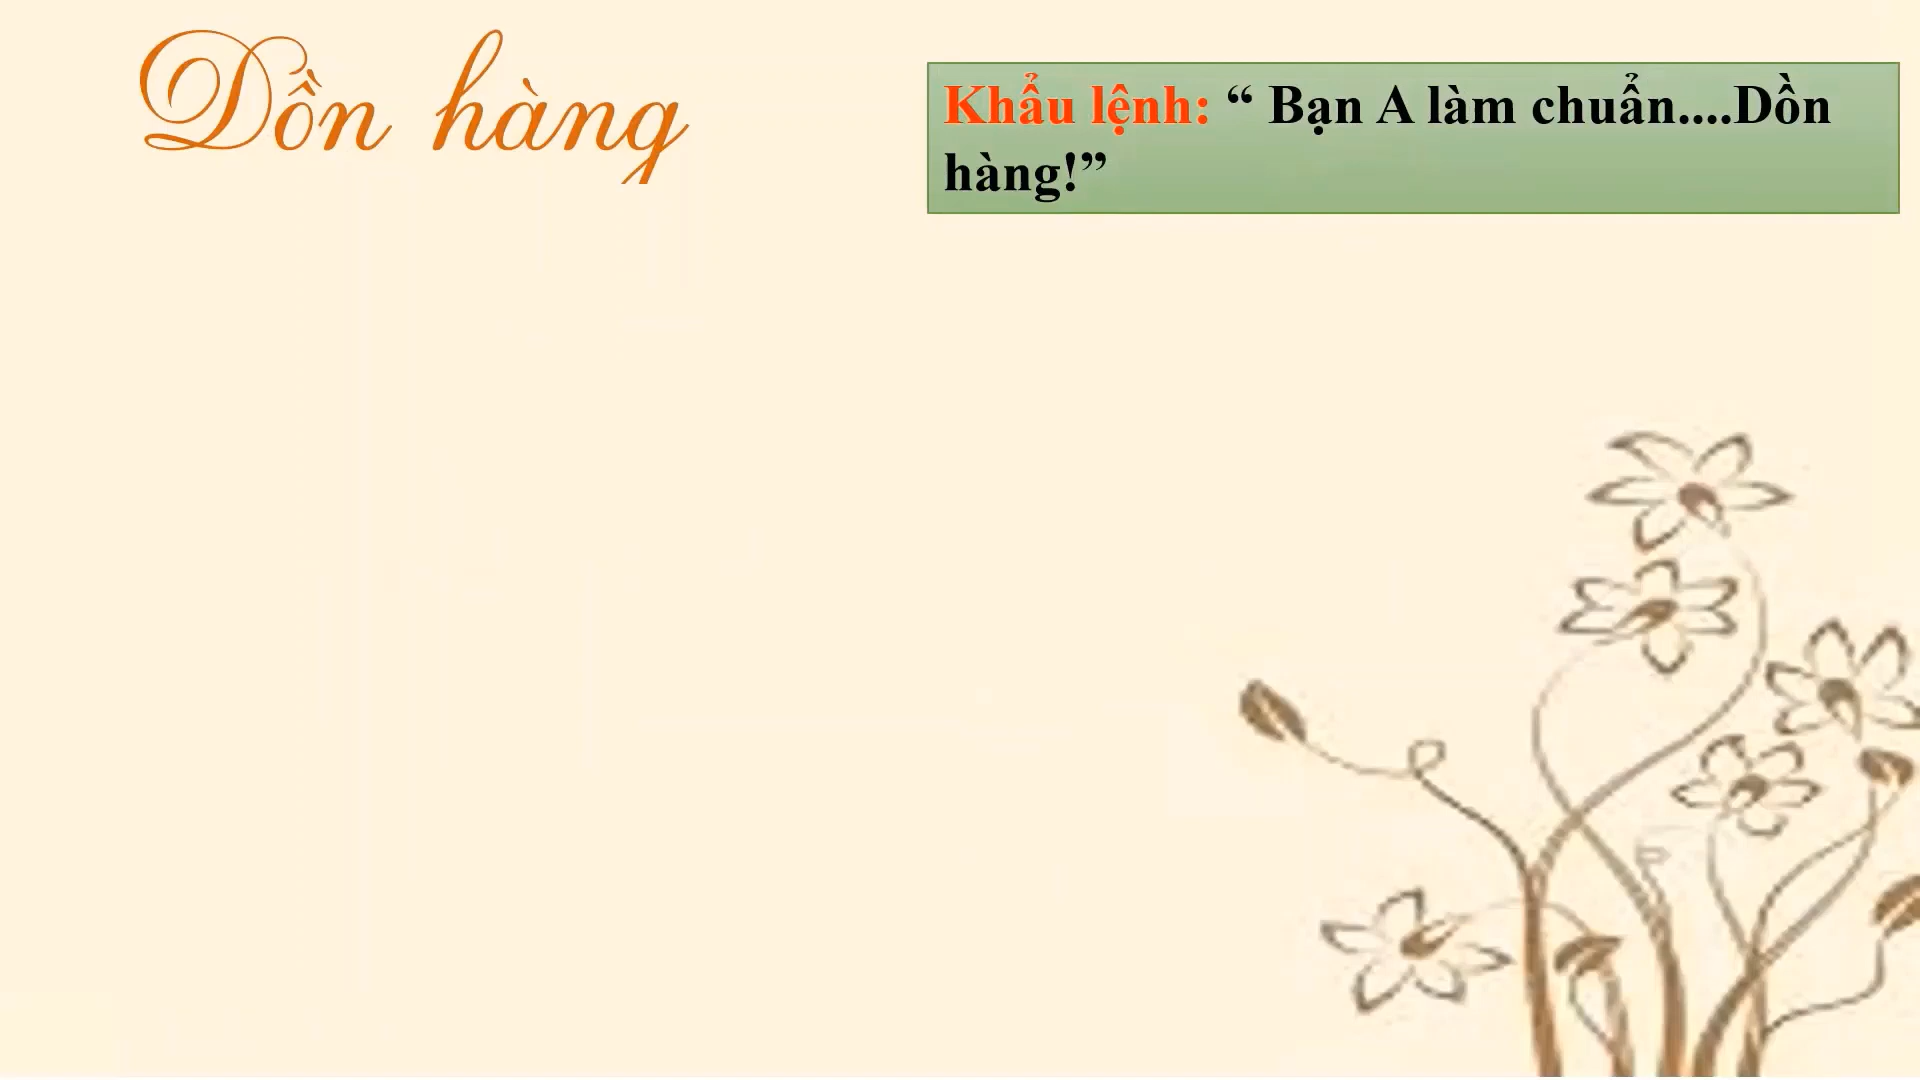 Dồn hàng
Khẩu lệnh: “ Bạn A làm chuẩn....Dồn
hàng!”